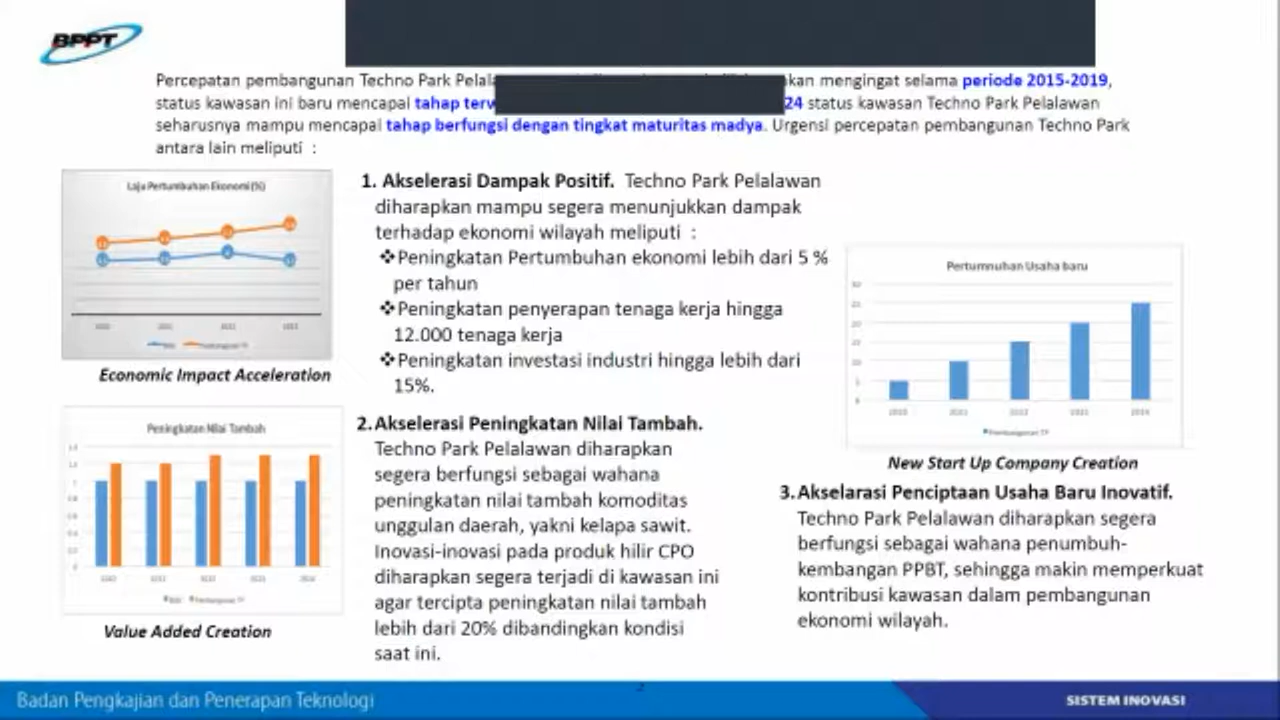 BPPT
Percepatan pembangunan Techno Park mengingat selama periode 2015-2019,
status kawasan ini baru mencapai tahap 24 status kawasan Techno Park Pelalawan
seharusnya mampu mencapai tahap berfungsi dengan tingkat maturitas madya. Urgensi percepatan pembangunan Techno Park
antara lain meliputi :
Laju Pertumbuhan Ekonomi (%)
Economic Impact Acceleration
1. Akselerasi Dampak Positif. Techno Park Pelalawan
diharapkan mampu segera menunjukkan dampak
terhadap ekonomi wilayah meliputi :
❖Peningkatan Pertumbuhan ekonomi lebih dari 5 %
per tahun
❖Peningkatan penyerapan tenaga kerja hingga
12.000 tenaga kerja
❖Peningkatan investasi industri hingga lebih dari
15%.
Peningkatan Nilai Tambah
Value Added Creation
2. Akselerasi Peningkatan Nilai Tambah.
Techno Park Pelalawan diharapkan
segera berfungsi sebagai wahana
peningkatan nilai tambah komoditas
unggulan daerah, yakni kelapa sawit.
Inovasi-inovasi pada produk hilir CPO
diharapkan segera terjadi di kawasan ini
agar tercipta peningkatan nilai tambah
lebih dari 20% dibandingkan kondisi
saat ini.
Pertumnuhan Usaha baru
New Start Up Company Creation
3. Akselarasi Penciptaan Usaha Baru Inovatif.
Techno Park Pelalawan diharapkan segera
berfungsi sebagai wahana penumbuh-
kembangan PPBT, sehingga makin memperkuat
kontribusi kawasan dalam pembangunan
ekonomi wilayah.
Badan Pengkajian dan Penerapan Teknologi
2
SISTEM INOVASI